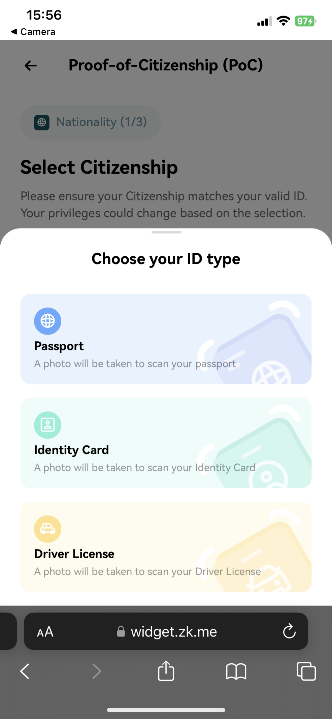 15:56
97
◀ Camera
Proof-of-Citizenship (PoC)
Nationality (1/3)
Select Citizenship
Please ensure your Citizenship matches your valid ID.
Your privileges could change based on the selection.
Choose your ID type
Passport
A photo will be taken to scan your passport
Identity Card
A photo will be taken to scan your Identity Card
Driver License
A photo will be taken to scan your Driver License
AA
widget.zk.me